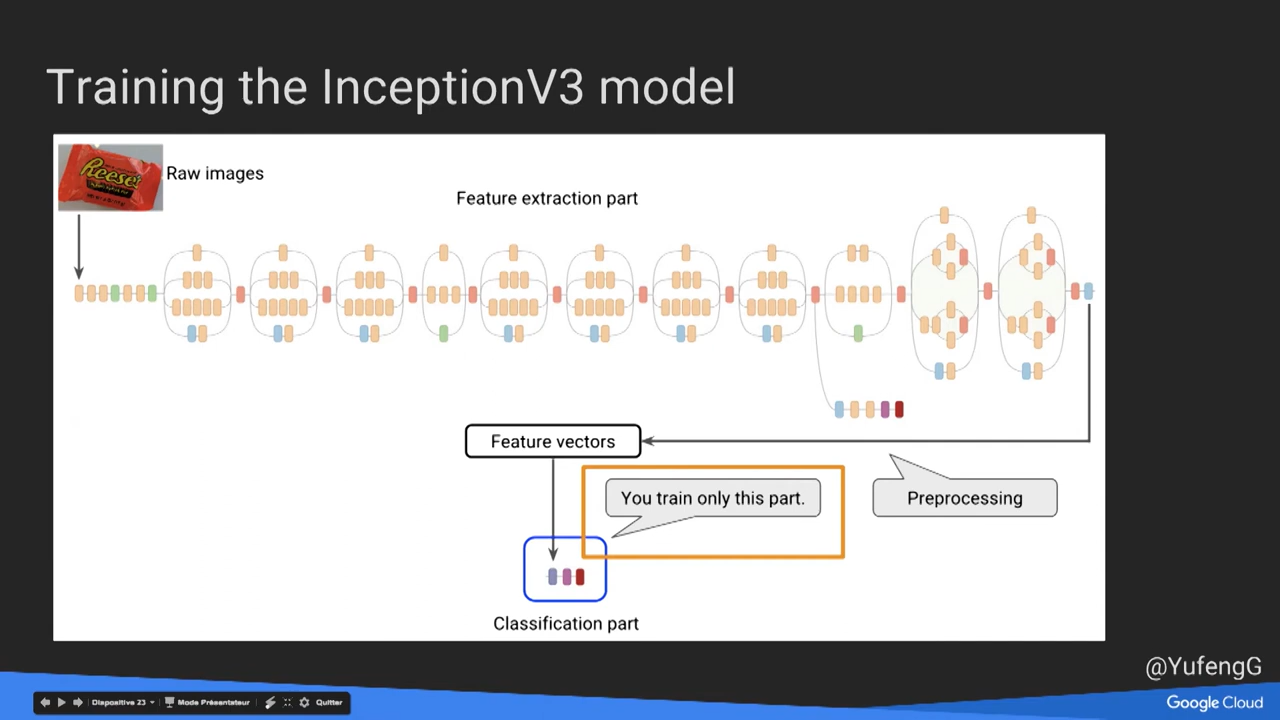 Training the InceptionV3 model
Reese's
Raw images
Feature extraction part
Feature vectors
You train only this part.
Preprocessing
Classification part
@YufengG
Google Cloud
Diapositive 23
Mode Présentateur
Quitter